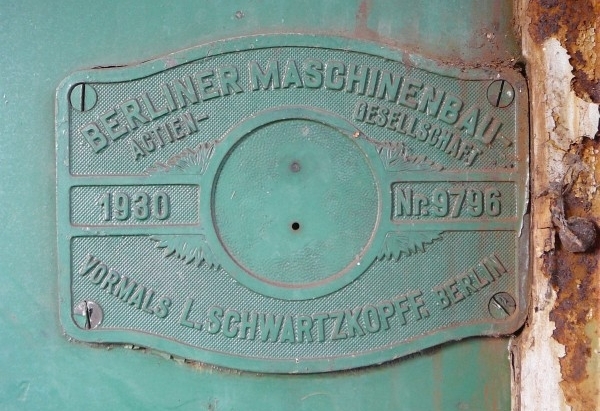 BERLINER MASCHINENBAU-
ACTIEN-GESELLSCHAFT
1930 Nr. 9796
VORMALS L. SCHWARTZKOPFF, BERLIN